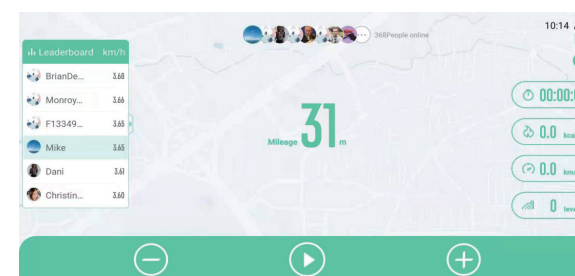 10:14
368People online
Leaderboard km/h
BrianDe... 3.68
Monroy... 3.66
F13349... 3.65
Mike 3.65
Dani 3.61
Christin... 3.60
Mileage 31 m
00:00:
0.0 kca
0.0 km
0 leve